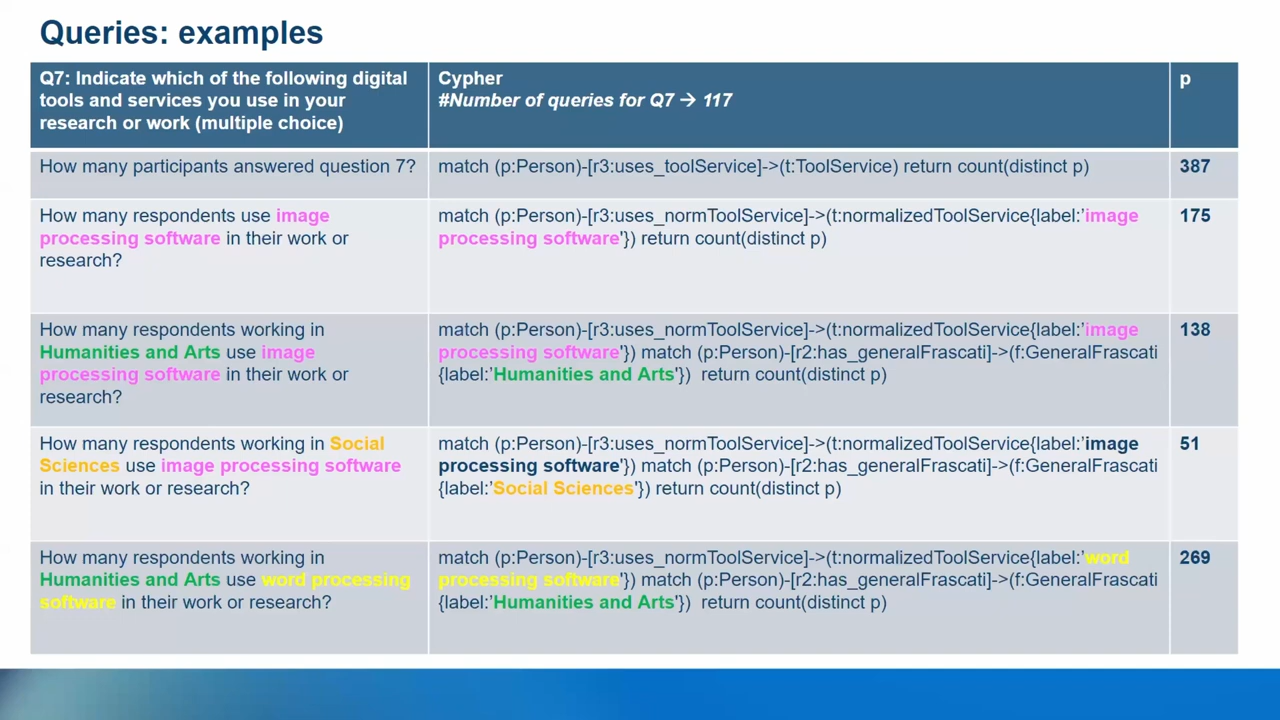 Queries: examples
Q7: Indicate which of the following digital
tools and services you use in your
research or work (multiple choice)
Cypher
#Number of queries for Q7 → 117
p
How many participants answered question 7?
match (p:Person)-[r3:uses_toolService]->(t:ToolService) return count(distinct p)
387
How many respondents use image
processing software in their work or
research?
match (p:Person)-[r3:uses_normToolService]->(t:normalizedToolService{label:'image
processing software'}) return count(distinct p)
175
How many respondents working in
Humanities and Arts use image
processing software in their work or
research?
match (p:Person)-[r3:uses_normToolService]->(t:normalizedToolService{label:'image
processing software'}) match (p:Person)-[r2:has_generalFrascati]->(f:GeneralFrascati
{label:'Humanities and Arts'})  return count(distinct p)
138
How many respondents working in Social
Sciences use image processing software
in their work or research?
match (p:Person)-[r3:uses_normToolService]->(t:normalizedToolService{label:'image
processing software'}) match (p:Person)-[r2:has_generalFrascati]->(f:GeneralFrascati
{label:'Social Sciences'}) return count(distinct p)
51
How many respondents working in
Humanities and Arts use word processing
software in their work or research?
match (p:Person)-[r3:uses_normToolService]->(t:normalizedToolService{label:'word
processing software'}) match (p:Person)-[r2:has_generalFrascati]->(f:GeneralFrascati
{label:'Humanities and Arts'})  return count(distinct p)
269